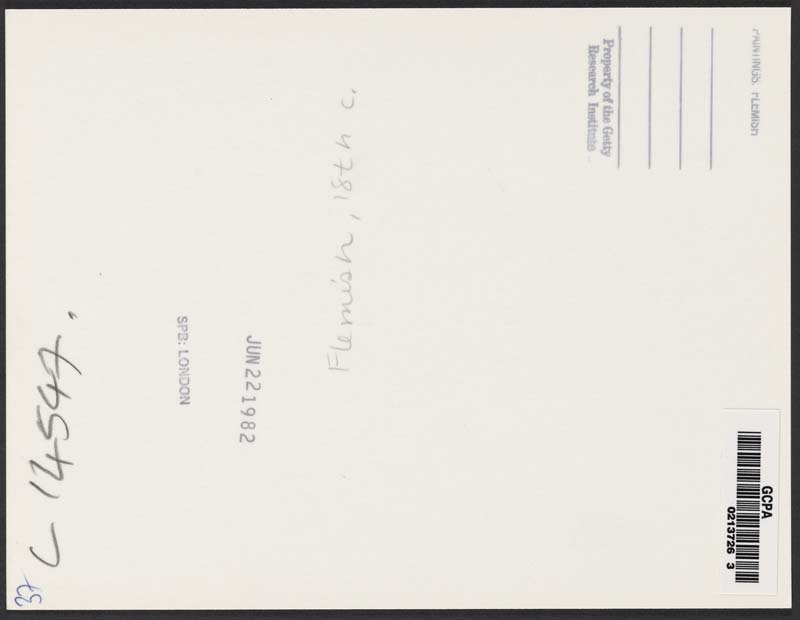 PAINTINGS: FLEMISH
Property of the Getty
Research Institute
Flemish, 18th c.
JUN 22 1982
SPB: LONDON
C 14547.
37
GCPA
0213726 3